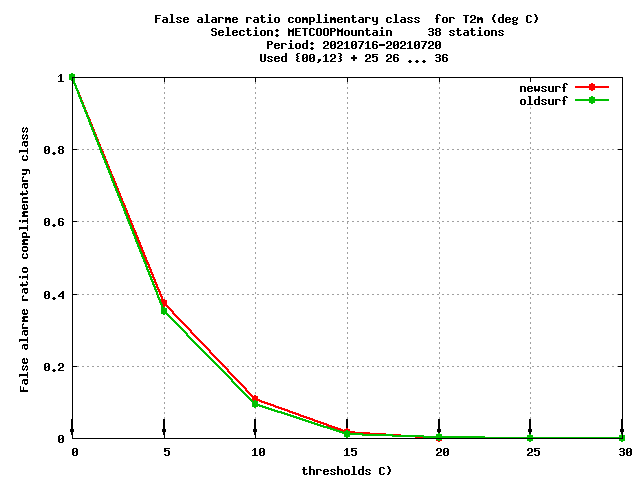 False alarme ratio complimentary class  for T2m (deg C)
Selection: METCOOPMountain     38 stations
Period: 20210716-20210720
Used {00,12} + 25 26 ... 36
newsurf
oldsurf
False alarme ratio complimentary class
1
0.8
0.6
0.4
0.2
0
0 5 10 15 20 25 30
thresholds C)